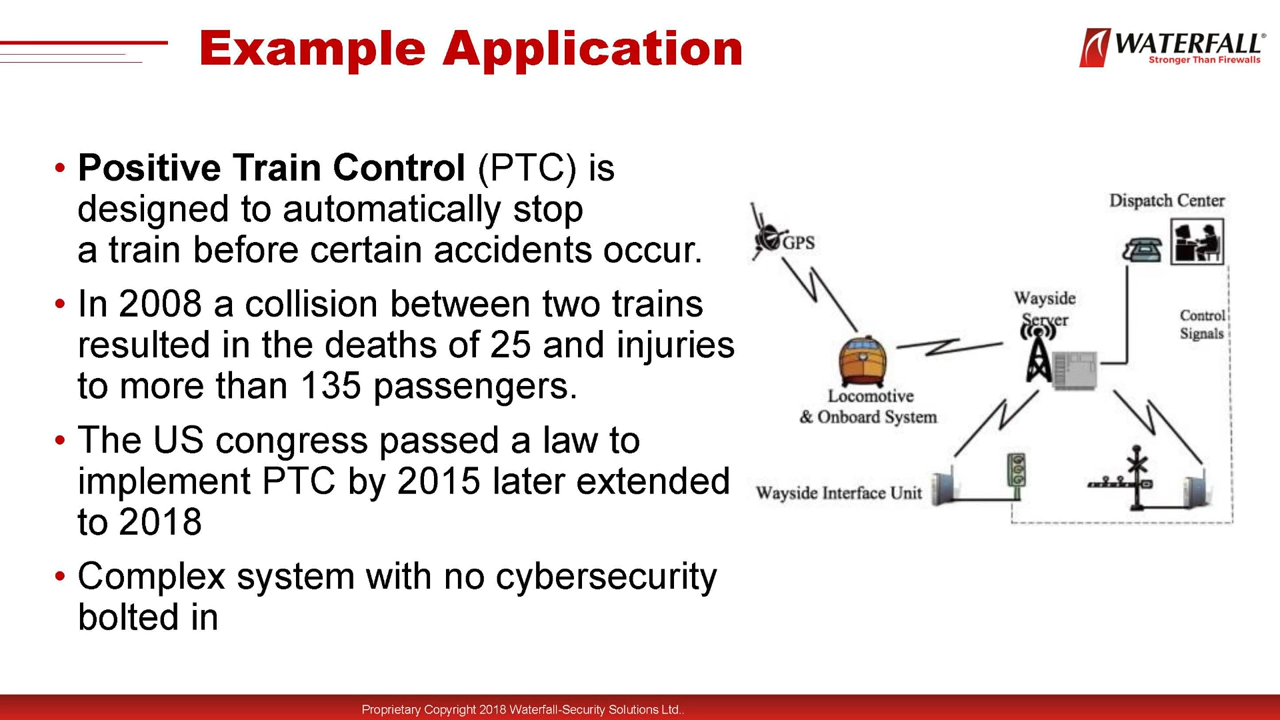 Example Application
WATERFALL®
Stronger Than Firewalls
• Positive Train Control (PTC) is
designed to automatically stop
a train before certain accidents occur.
• In 2008 a collision between two trains
resulted in the deaths of 25 and injuries
to more than 135 passengers.
• The US congress passed a law to
implement PTC by 2015 later extended
to 2018
• Complex system with no cybersecurity
bolted in
Dispatch Center
GPS
Wayside
Server
Control
Signals
Locomotive
& Onboard System
Wayside Interface Unit
Proprietary Copyright 2018 Waterfall-Security Solutions Ltd..